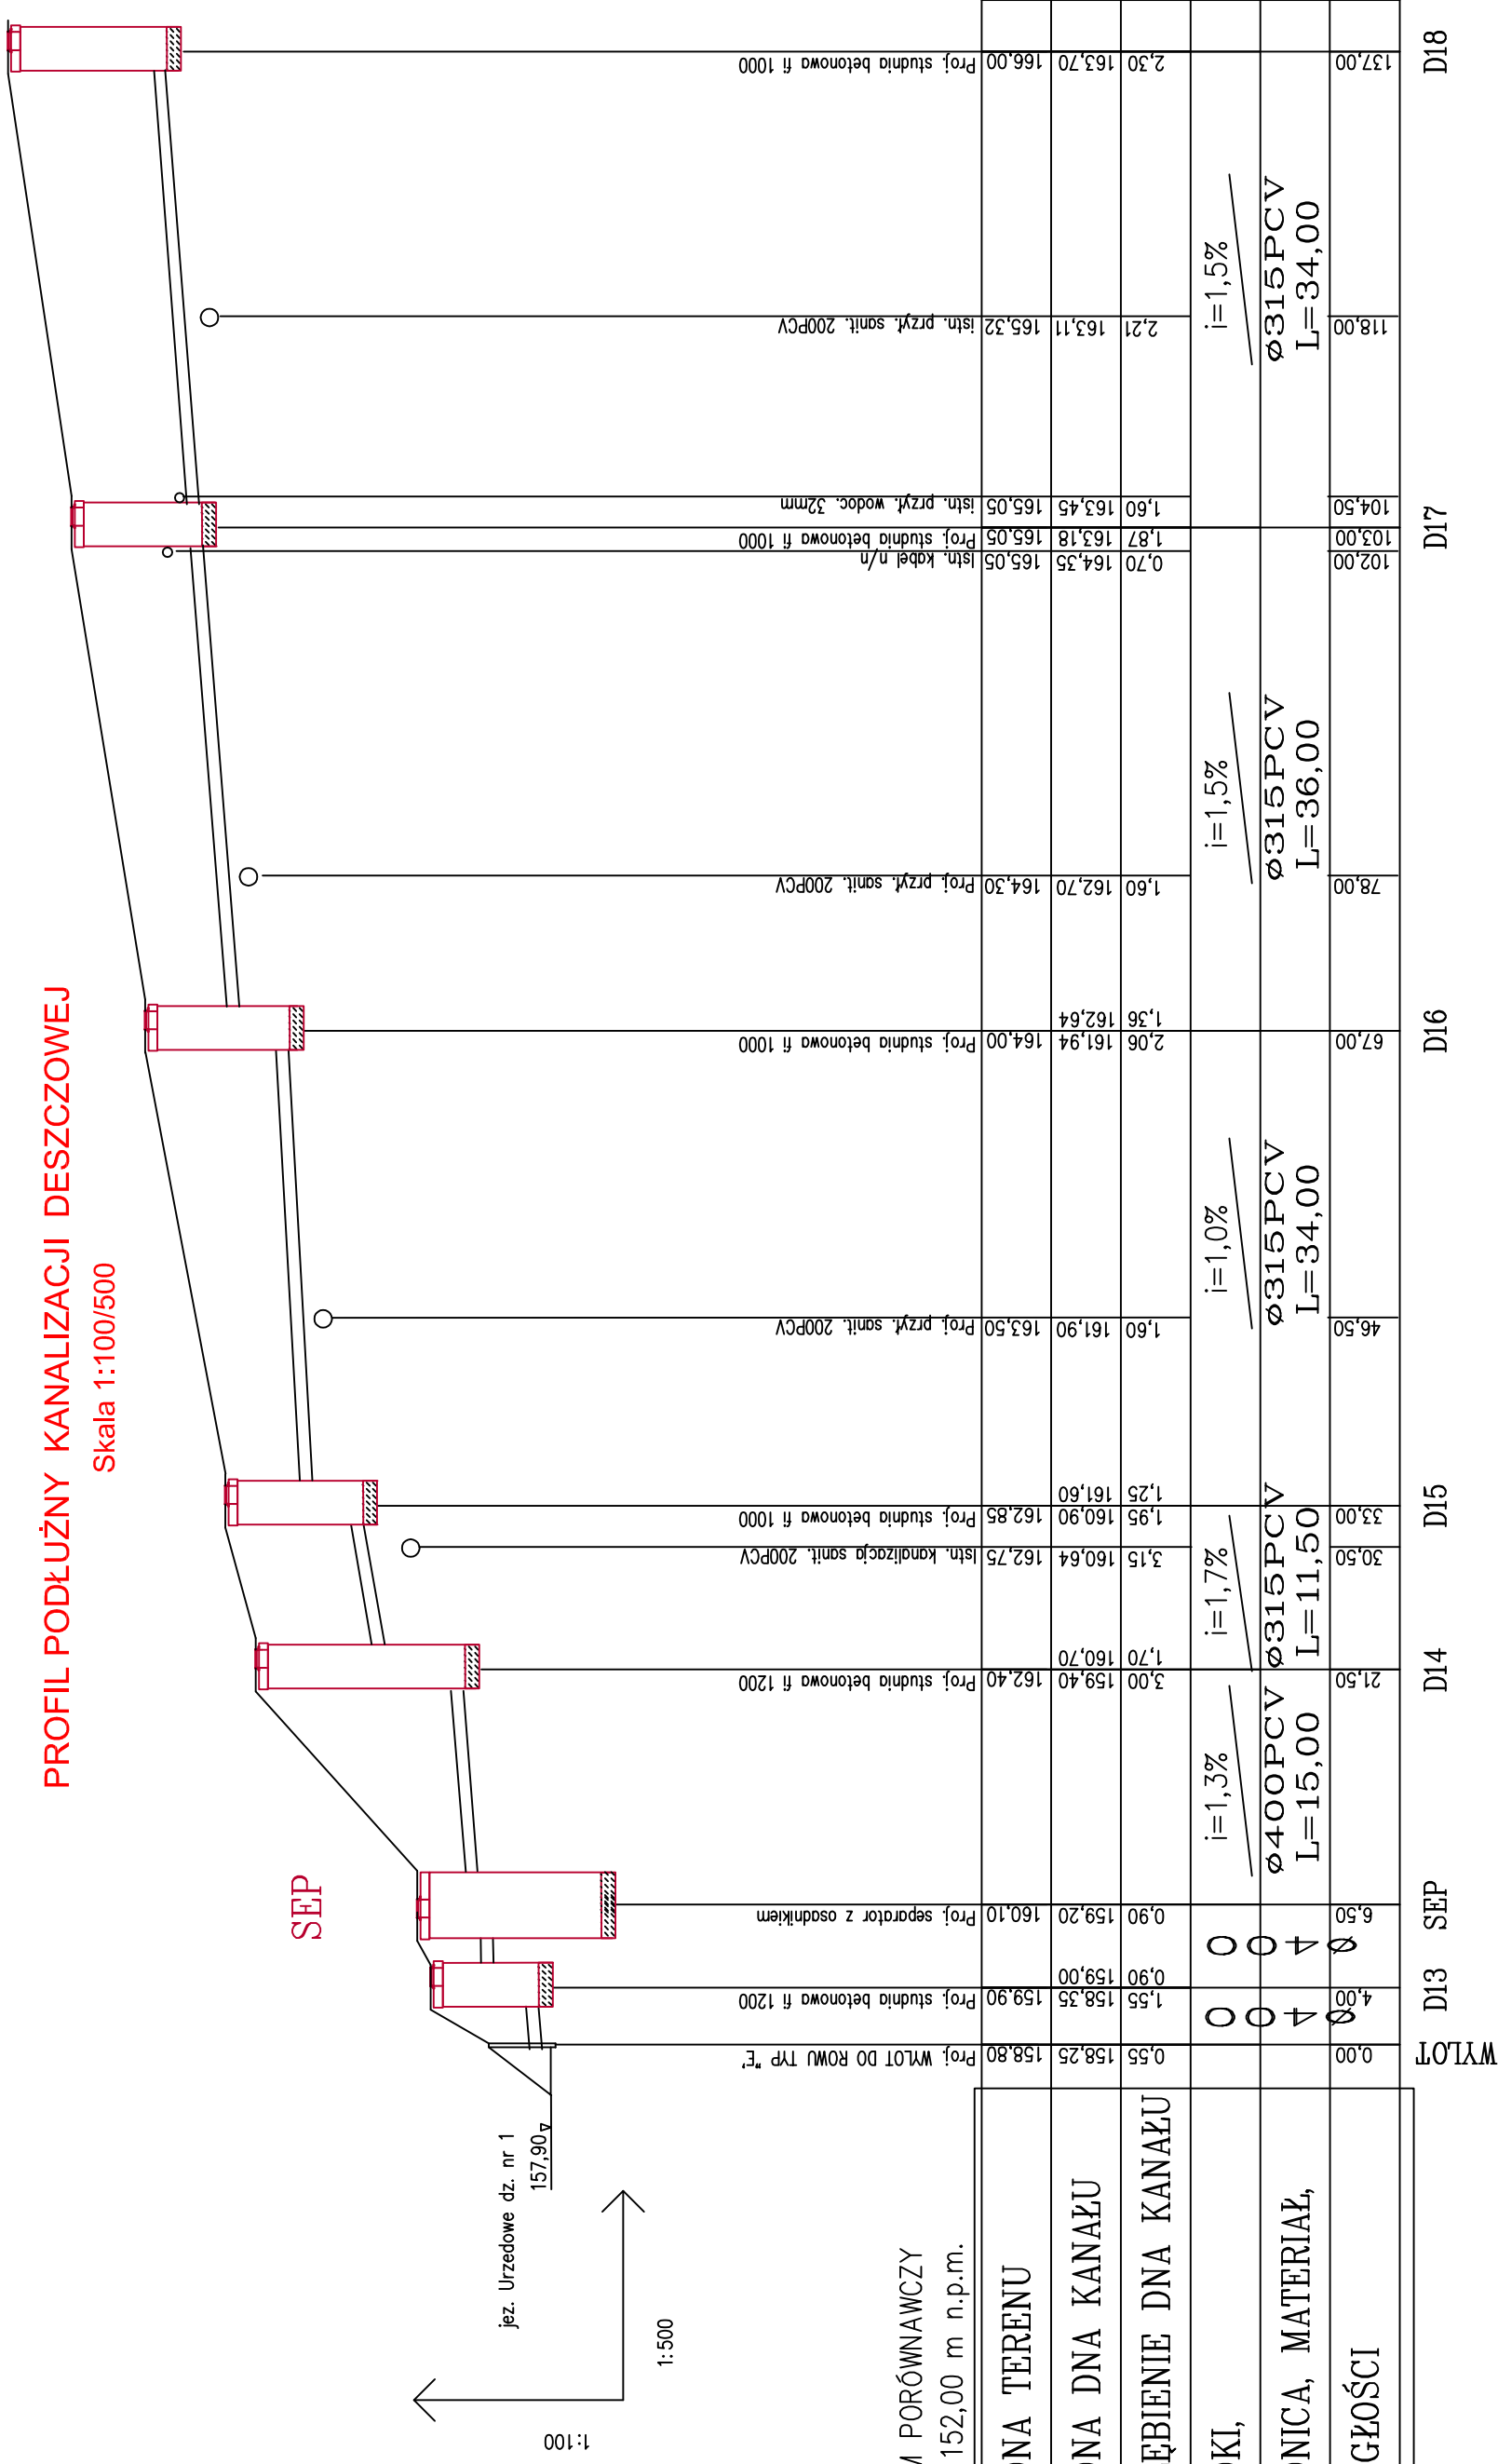 PROFIL PODŁUŻNY KANALIZACJI DESZCZOWEJ
Skala 1:100/500
SEP
jez. Urzedowe dz. nr 1
157,90
1:100
1:500
PORÓWNAWCZY
152,00 m n.p.m.
Proj. WYLOT DO ROWU TYP "E"
Proj. studnia betonowa fi 1200
Proj. separator z osadnikiem
Proj. studnia betonowa fi 1200
Istn. kanalizacja sanit. 200PCV
Proj. studnia betonowa fi 1000
Proj. przył. sanit. 200PCV
Proj. studnia betonowa fi 1000
Proj. przył. sanit. 200PCV
Istn. kabel n/n
Proj. studnia betonowa fi 1000
istn. przył. wodoc. 32mm
istn. przył. sanit. 200PCV
Proj. studnia betonowa fi 1000
TERENU 158,80 159,90 160,10 162,40 162,75 162,85 163,50 164,00 164,30 165,05 165,05 165,05 165,32 166,00
DNA KANAŁU 158,25 158,35 159,00 159,20 159,40 160,70 160,64 160,90 161,60 161,90 161,94 162,64 162,70 164,35 163,18 163,45 163,11 163,70
DNA KANAŁU 0,55 1,55 0,90 0,90 3,00 1,70 3,15 1,95 1,25 1,60 2,06 1,36 1,60 0,70 1,87 1,60 2,21 2,30
i=1,3% i=1,7% i=1,0% i=1,5% i=1,5%
MATERIAŁ, ø400 ø400 ø400PCV ø315PCV ø315PCV ø315PCV ø315PCV
L=15,00 L=11,50 L=34,00 L=36,00 L=34,00
0,00 4,00 6,50 21,50 30,50 33,00 46,50 67,00 78,00 102,00 103,00 104,50 118,00 137,00
WYLOT D13 SEP D14 D15 D16 D17 D18